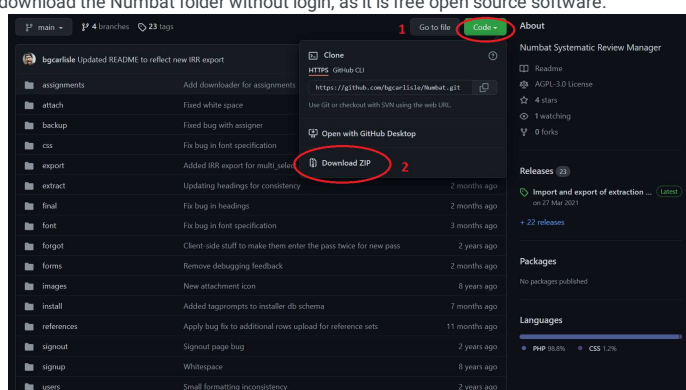 download the Numbat folder without login, as it is free open source software.
main
4 branches
23 tags
1
Go to file
Code
About
bgcarlisle Updated README to reflect new IRR export
Numbat Systematic Review Manager
Readme
AGPL-3.0 License
4 stars
1 watching
0 forks
Clone
HTTPS GitHub CLI
https://github.com/bgcarlisle/Numbat.git
Use Git or checkout with SVN using the web URL.
Open with GitHub Desktop
Download ZIP
2
assignments Add downloader for assignments
attach Fixed white space
backup Fixed bug with assigner
css Fix bug in font specification
export Added IRR export for multi_select
extract Updating headings for consistency 2 months ago
final Fix bug in headings 2 months ago
font Fix bug in font specification 3 months ago
forgot Client-side stuff to make them enter the pass twice for new pass 2 years ago
forms Remove debugging feedback 2 months ago
images New attachment icon 8 years ago
install Added tagprompts to installer db schema 7 months ago
references Apply bug fix to additional rows upload for reference sets 11 months ago
signout Signout page bug 2 years ago
signup Whitespace 8 years ago
users Small formatting inconsistency 2 years ago
Releases 23
Import and export of extraction ... Latest
on 27 Mar 2021
+ 22 releases
Packages
No packages published
Languages
PHP 98.8% CSS 1.2%